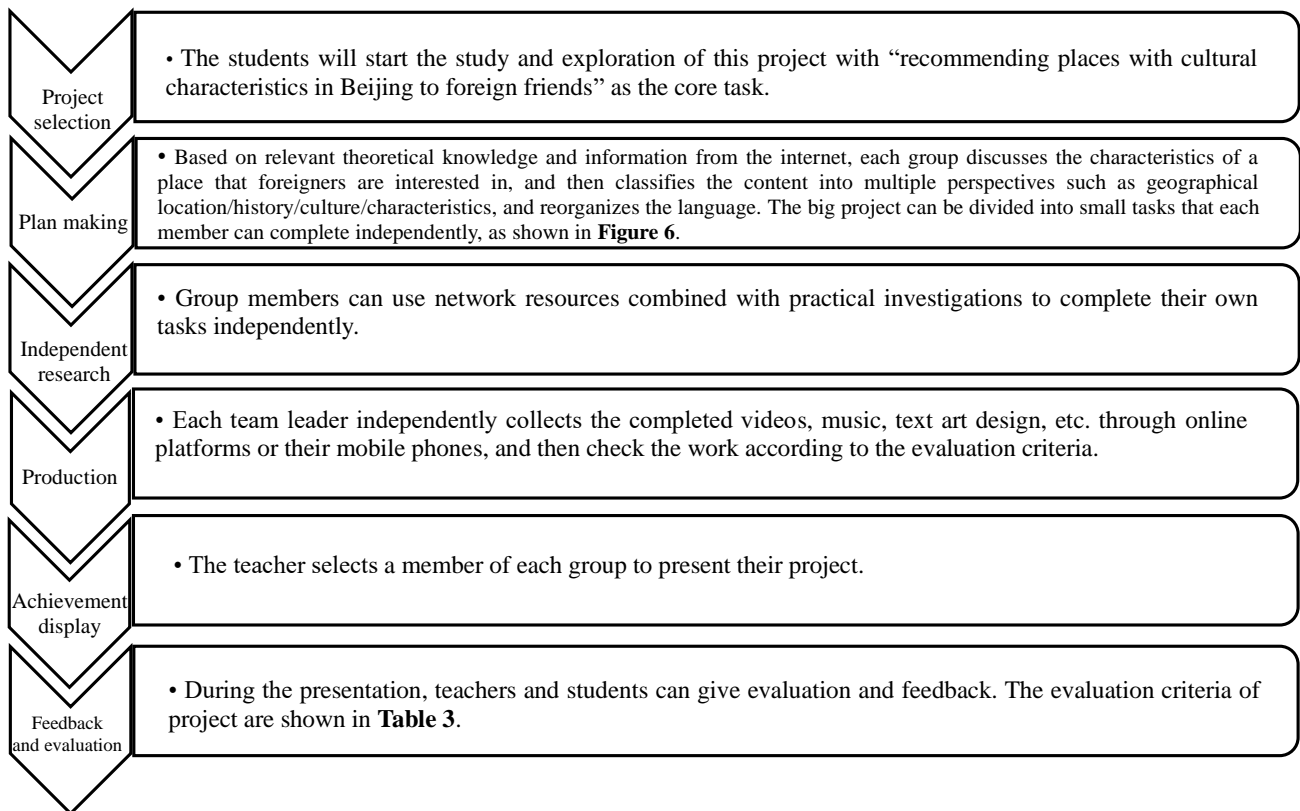 Project
selection
• The students will start the study and exploration of this project with “recommending places with cultural
characteristics in Beijing to foreign friends” as the core task.
Plan making
• Based on relevant theoretical knowledge and information from the internet, each group discusses the characteristics of a
place that foreigners are interested in, and then classifies the content into multiple perspectives such as geographical
location/history/culture/characteristics, and reorganizes the language. The big project can be divided into small tasks that each
member can complete independently, as shown in Figure 6.
Independent
research
• Group members can use network resources combined with practical investigations to complete their own
tasks independently.
Production
• Each team leader independently collects the completed videos, music, text art design, etc. through online
platforms or their mobile phones, and then check the work according to the evaluation criteria.
Achievement
display
• The teacher selects a member of each group to present their project.
Feedback
and evaluation
• During the presentation, teachers and students can give evaluation and feedback. The evaluation criteria of
project are shown in Table 3.